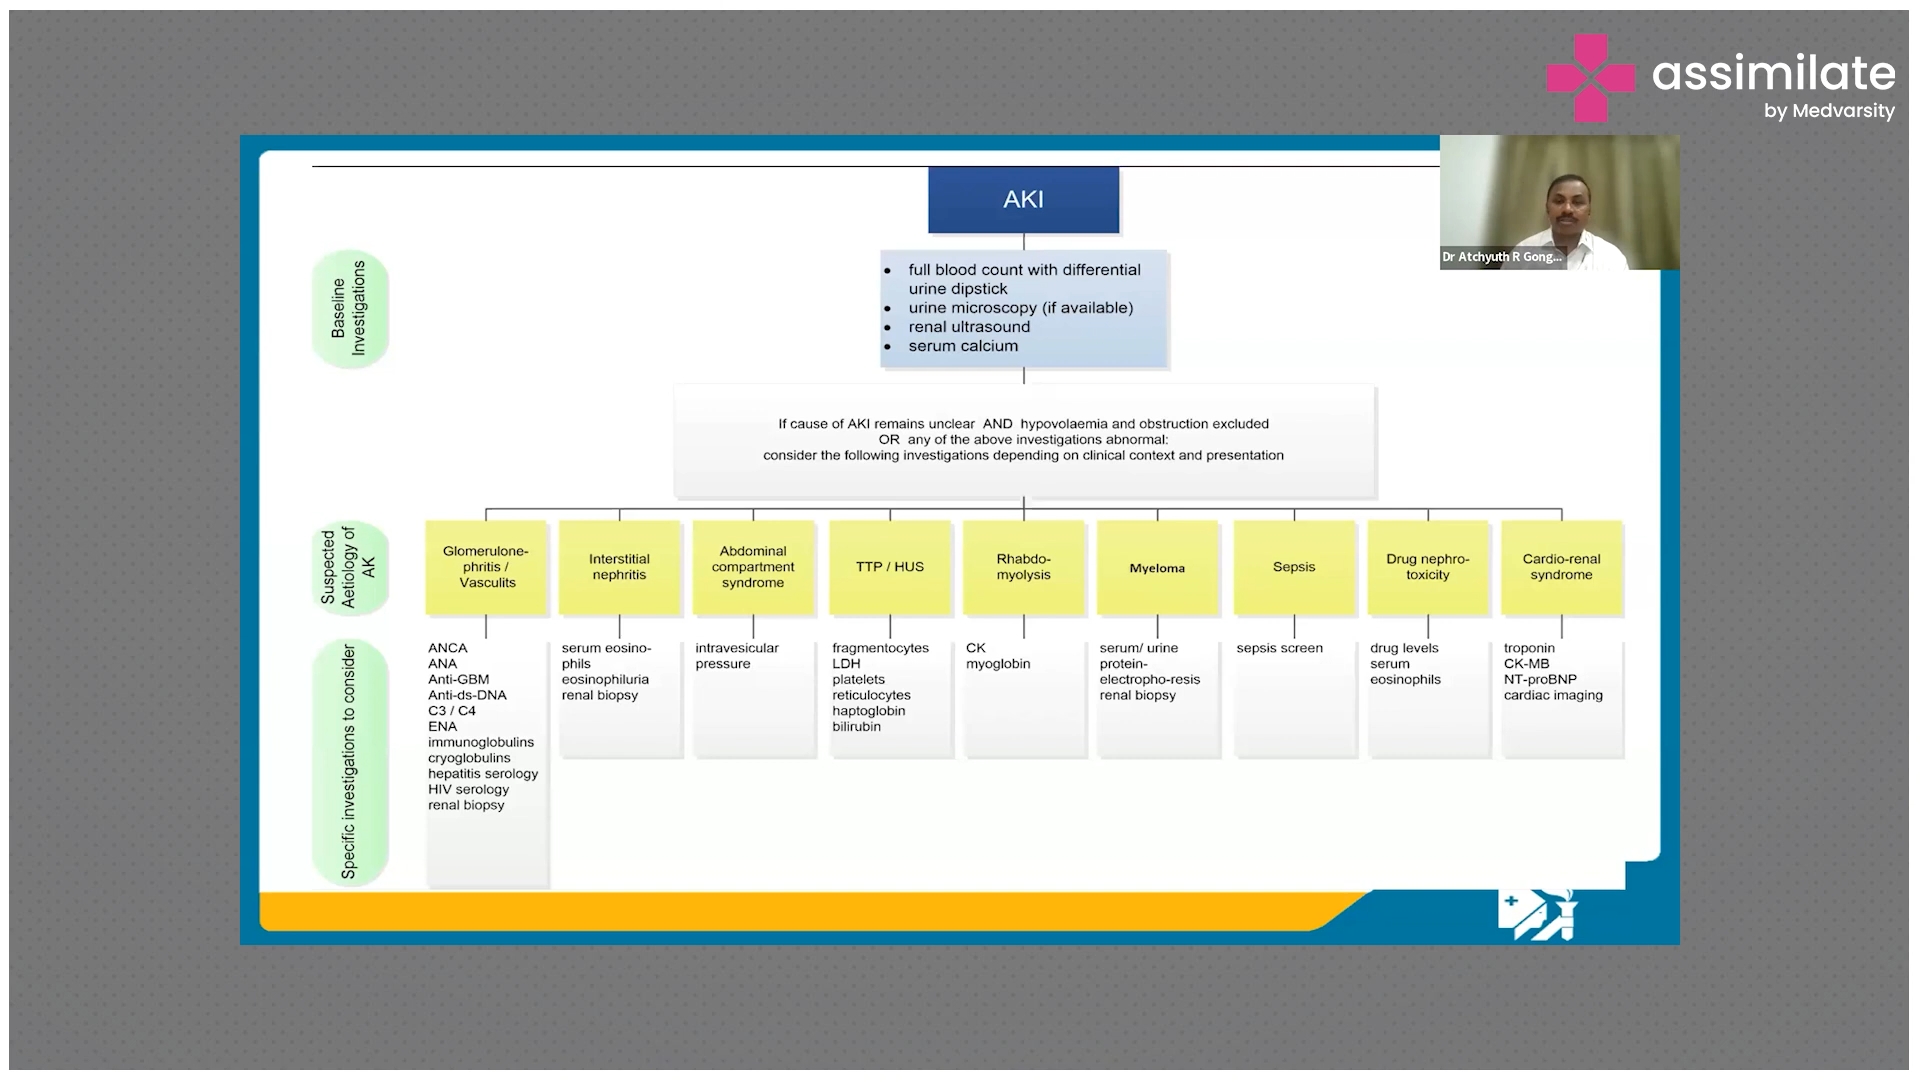 assimilate
by Medvarsity
Dr Atchyuth R Gong...
AKI
Baseline
Investigations
• full blood count with differential
urine dipstick
• urine microscopy (if available)
• renal ultrasound
• serum calcium
If cause of AKI remains unclear AND hypovolaemia and obstruction excluded
OR any of the above investigations abnormal:
consider the following investigations depending on clinical context and presentation
Suspected
Aetiology of
AK
Glomerulone-
phritis /
Vasculits
Interstitial
nephritis
Abdominal
compartment
syndrome
TTP / HUS
Rhabdo-
myolysis
Myeloma
Sepsis
Drug nephro-
toxicity
Cardio-renal
syndrome
Specific investigations to consider
ANCA
ANA
Anti-GBM
Anti-ds-DNA
C3 / C4
ENA
immunoglobulins
cryoglobulins
hepatitis serology
HIV serology
renal biopsy
serum eosino-
phils
eosinophiluria
renal biopsy
intravesicular
pressure
fragmentocytes
LDH
platelets
reticulocytes
haptoglobin
bilirubin
CK
myoglobin
serum/ urine
protein-
electropho-resis
renal biopsy
sepsis screen
drug levels
serum
eosinophils
troponin
CK-MB
NT-proBNP
cardiac imaging